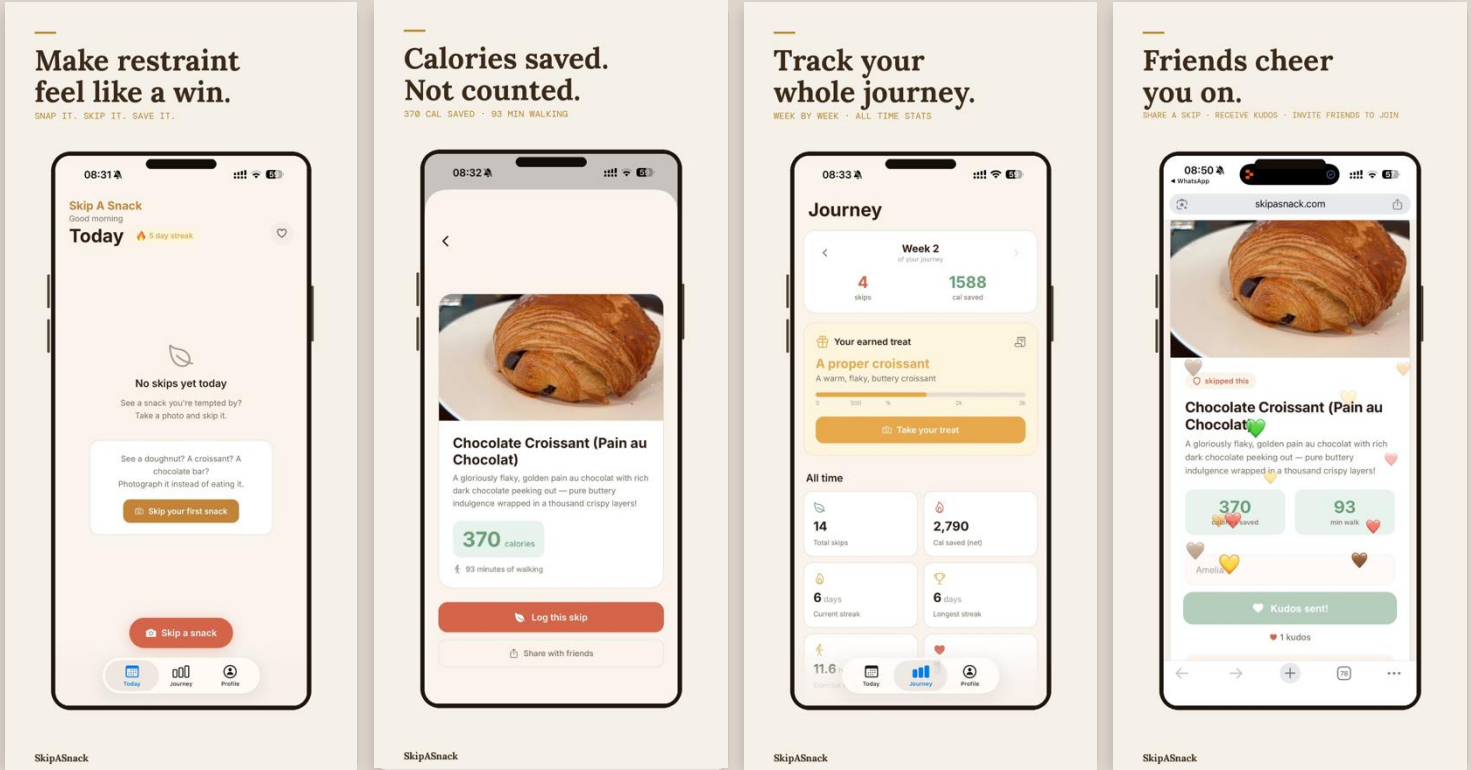 Make restraint
feel like a win.
SNAP IT. SKIP IT. SAVE IT.
08:31
Skip A Snack
Good morning
Today
5 day streak
No skips yet today
See a snack you're tempted by?
Take a photo and skip it.
See a doughnut? A croissant? A
chocolate bar?
Photograph it instead of eating it.
Skip your first snack
Skip a snack
Today
Journey
Profile
SkipASnack
Calories saved.
Not counted.
370 CAL SAVED · 93 MIN WALKING
08:32
Chocolate Croissant (Pain au
Chocolat)
A gloriously flaky, golden pain au chocolat with rich
dark chocolate peeking out — pure buttery
indulgence wrapped in a thousand crispy layers!
370 calories
93 minutes of walking
Log this skip
Share with friends
SkipASnack
Track your
whole journey.
WEEK BY WEEK · ALL TIME STATS
08:33
Journey
Week 2
of your journey
4
skips
1588
cal saved
Your earned treat
A proper croissant
A warm, flaky, buttery croissant
0 500 1k 2k 3k
Take your treat
All time
14
Total skips
2,790
Cal saved (net)
6 days
Current streak
6 days
Longest streak
11.6
Today
Journey
Profile
SkipASnack
Friends cheer
you on.
SHARE A SKIP · RECEIVE KUDOS · INVITE FRIENDS TO JOIN
08:50
WhatsApp
skipasnack.com
skipped this
Chocolate Croissant (Pain au
Chocolat)
A gloriously flaky, golden pain au chocolat with rich
dark chocolate peeking out — pure buttery
indulgence wrapped in a thousand crispy layers!
370
calories saved
93
min walk
Amelia
Kudos sent!
1 kudos
78
SkipASnack